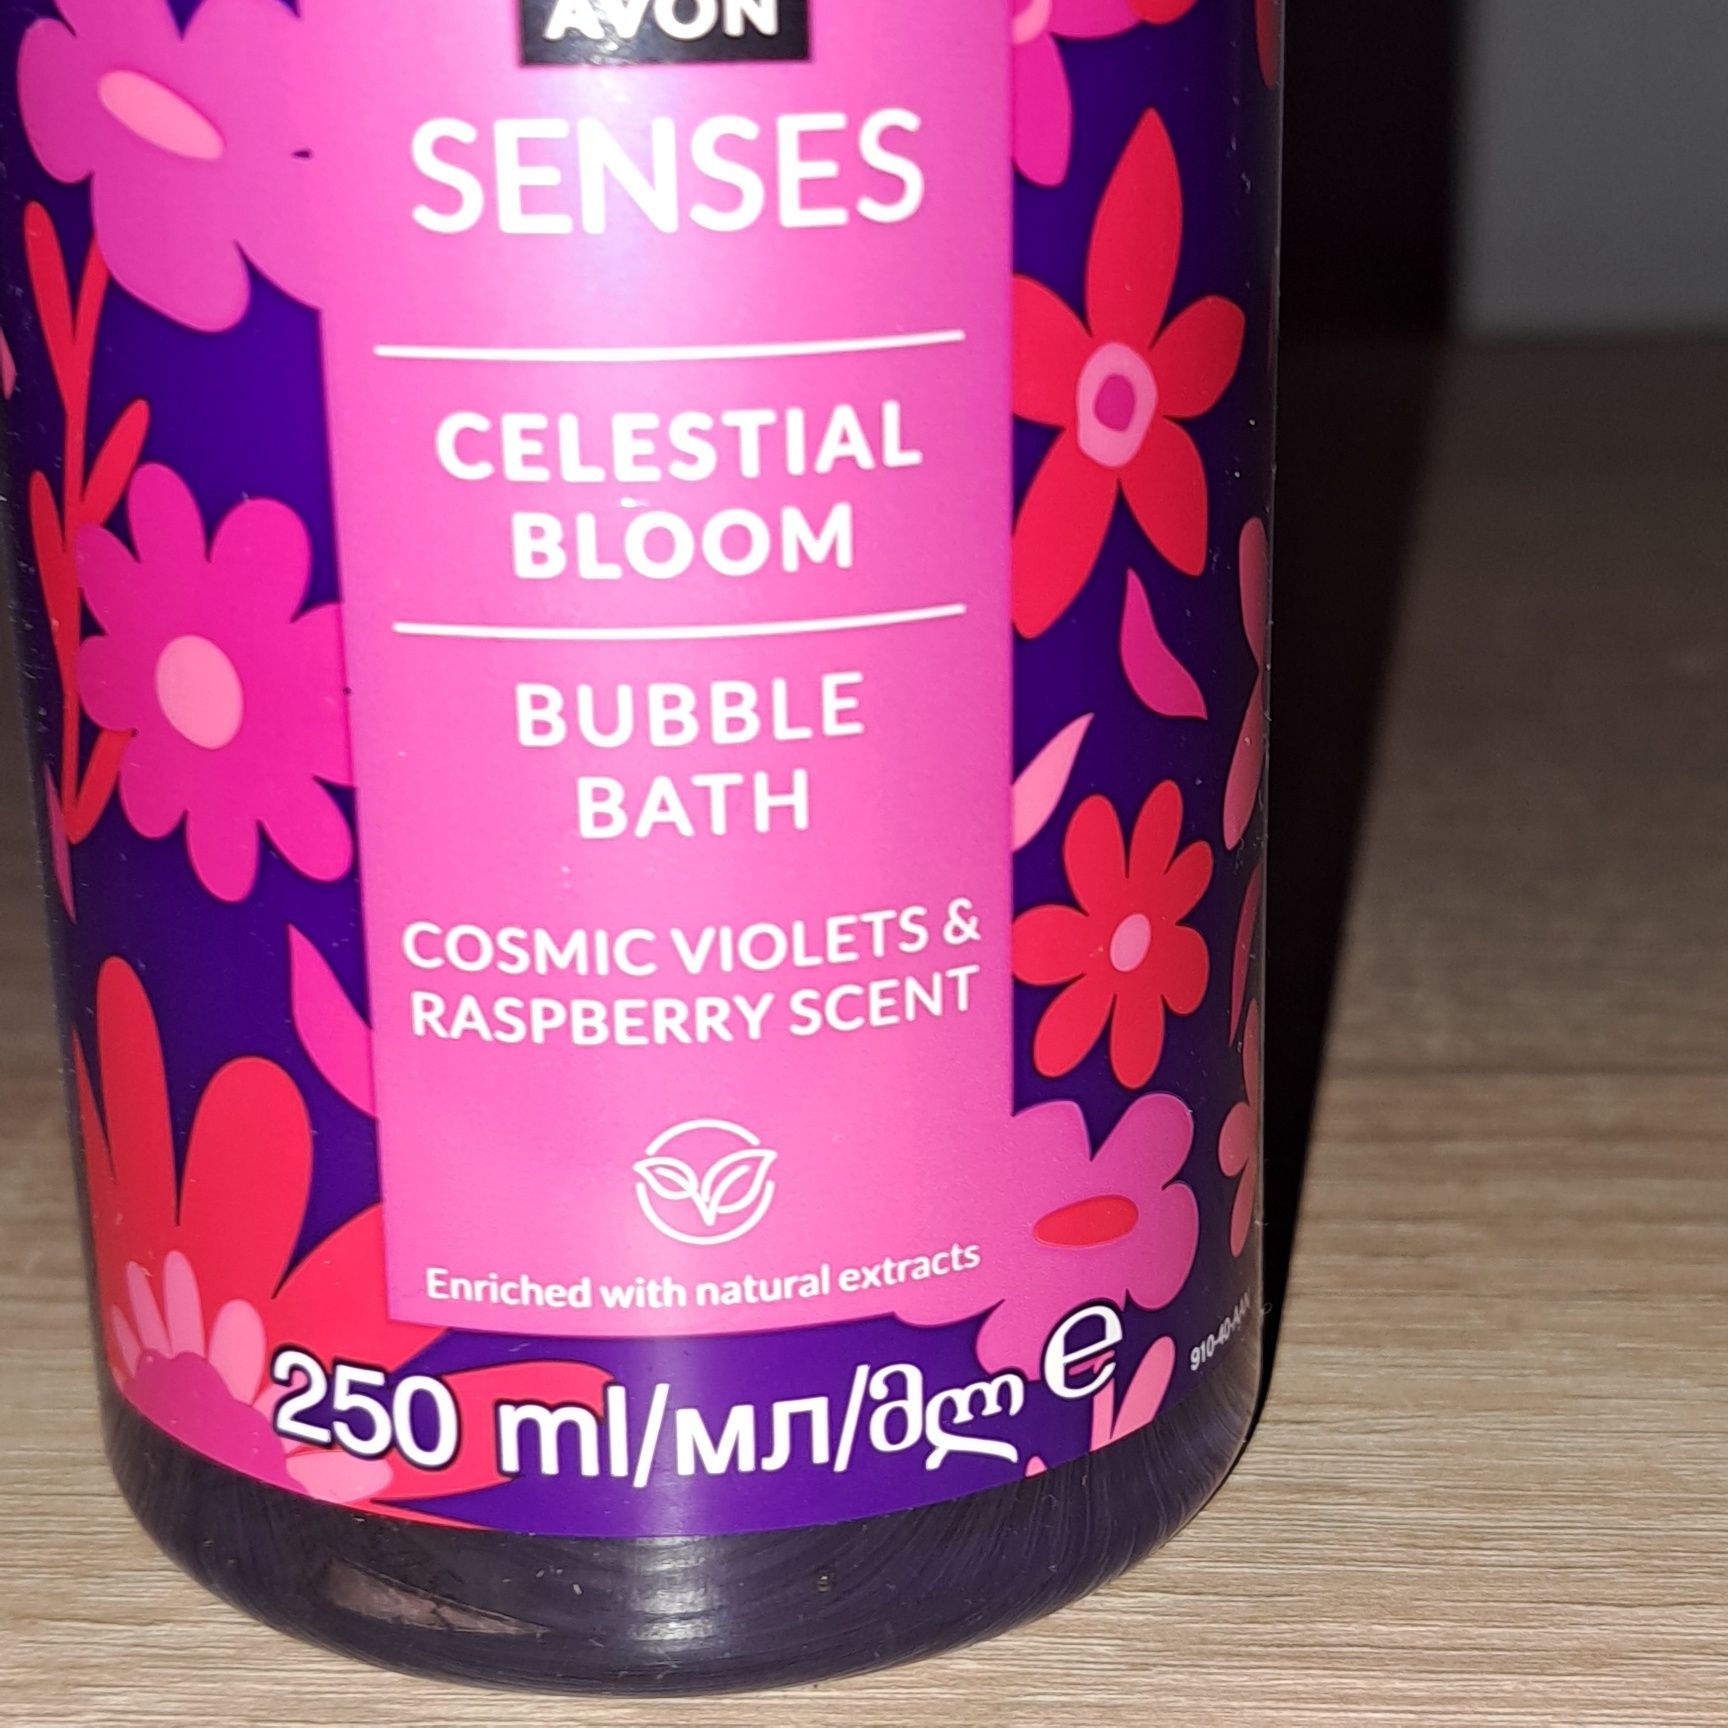 AVON
SENSES
CELESTIAL
BLOOM
BUBBLE
BATH
COSMIC VIOLETS &
RASPBERRY SCENT
Enriched with natural extracts
250 ml/мл/მლ ℮